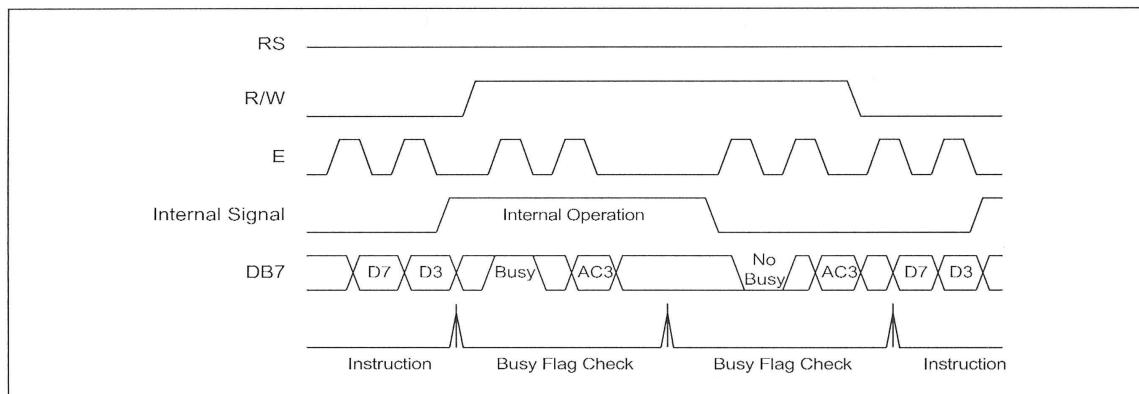 RS
R/W
E
Internal Signal
Internal Operation
DB7
D7
D3
Busy
AC3
No
Busy
AC3
D7
D3
Instruction
Busy Flag Check
Busy Flag Check
Instruction